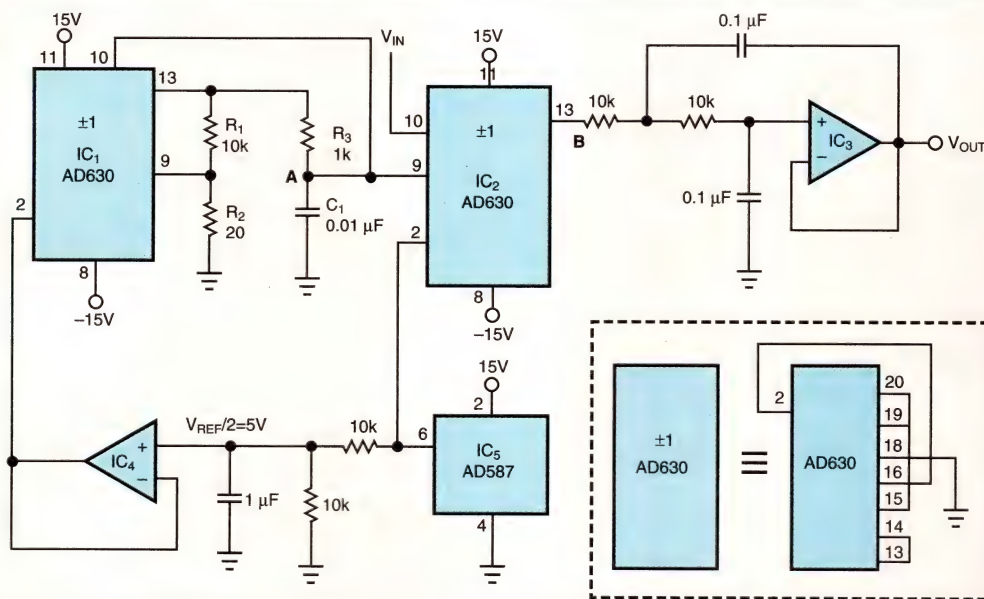 15V
11
10
13
±1
IC1
AD630
R1
10k
9
R2
20
2
8
–15V
R3
1k
A
C1
0.01 µF
VIN
15V
11
10
±1
13
B
IC2
AD630
9
2
8
–15V
10k
10k
0.1 µF
0.1 µF
+
–
IC3
VOUT
IC4
+
–
VREF/2=5V
1 µF
10k
10k
15V
2
6
IC5
AD587
4
±1
AD630
2
AD630
20
19
18
16
15
14
13